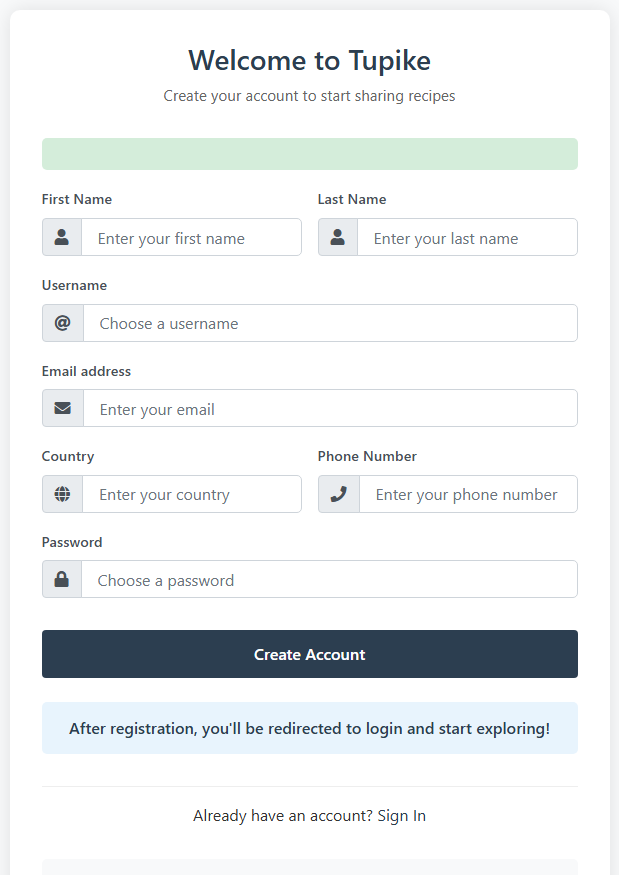 Welcome to Tupike
Create your account to start sharing recipes
First Name
Last Name
Enter your first name
Enter your last name
Username
@ Choose a username
Email address
Enter your email
Country
Phone Number
Enter your country
Enter your phone number
Password
Choose a password
Create Account
After registration, you'll be redirected to login and start exploring!
Already have an account? Sign In